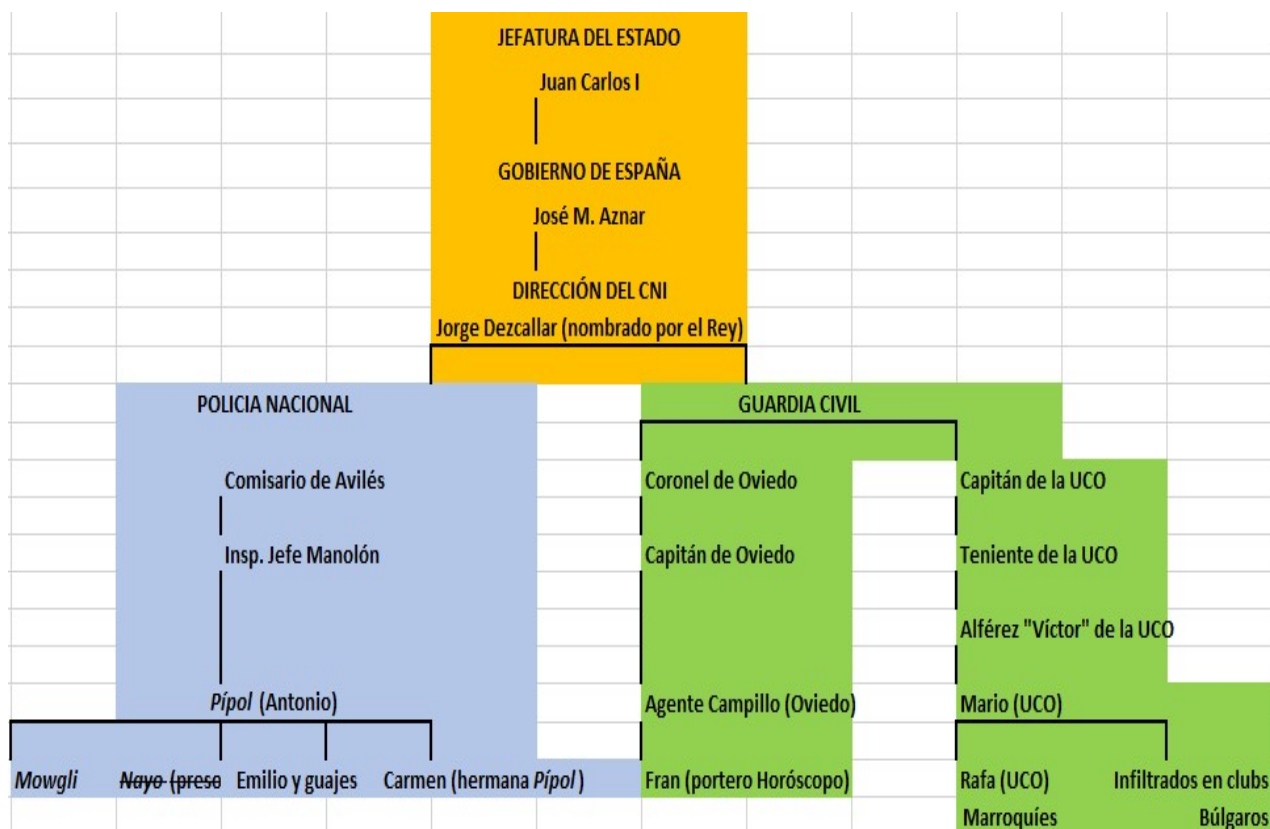 JEFATURA DEL ESTADO
Juan Carlos I
GOBIERNO DE ESPAÑA
José M. Aznar
DIRECCIÓN DEL CNI
Jorge Dezcallar (nombrado por el Rey)
POLICIA NACIONAL
GUARDIA CIVIL
Comisario de Avilés
Coronel de Oviedo
Capitán de la UCO
Insp. Jefe Manolón
Capitán de Oviedo
Teniente de la UCO
Alférez "Víctor" de la UCO
Pípol (Antonio)
Agente Campillo (Oviedo)
Mario (UCO)
Mowgli
Nayo (preso
Emilio y guajes
Carmen (hermana Pípol)
Fran (portero Horóscopo)
Rafa (UCO)
Infiltrados en clubs
Marroquíes
Búlgaros